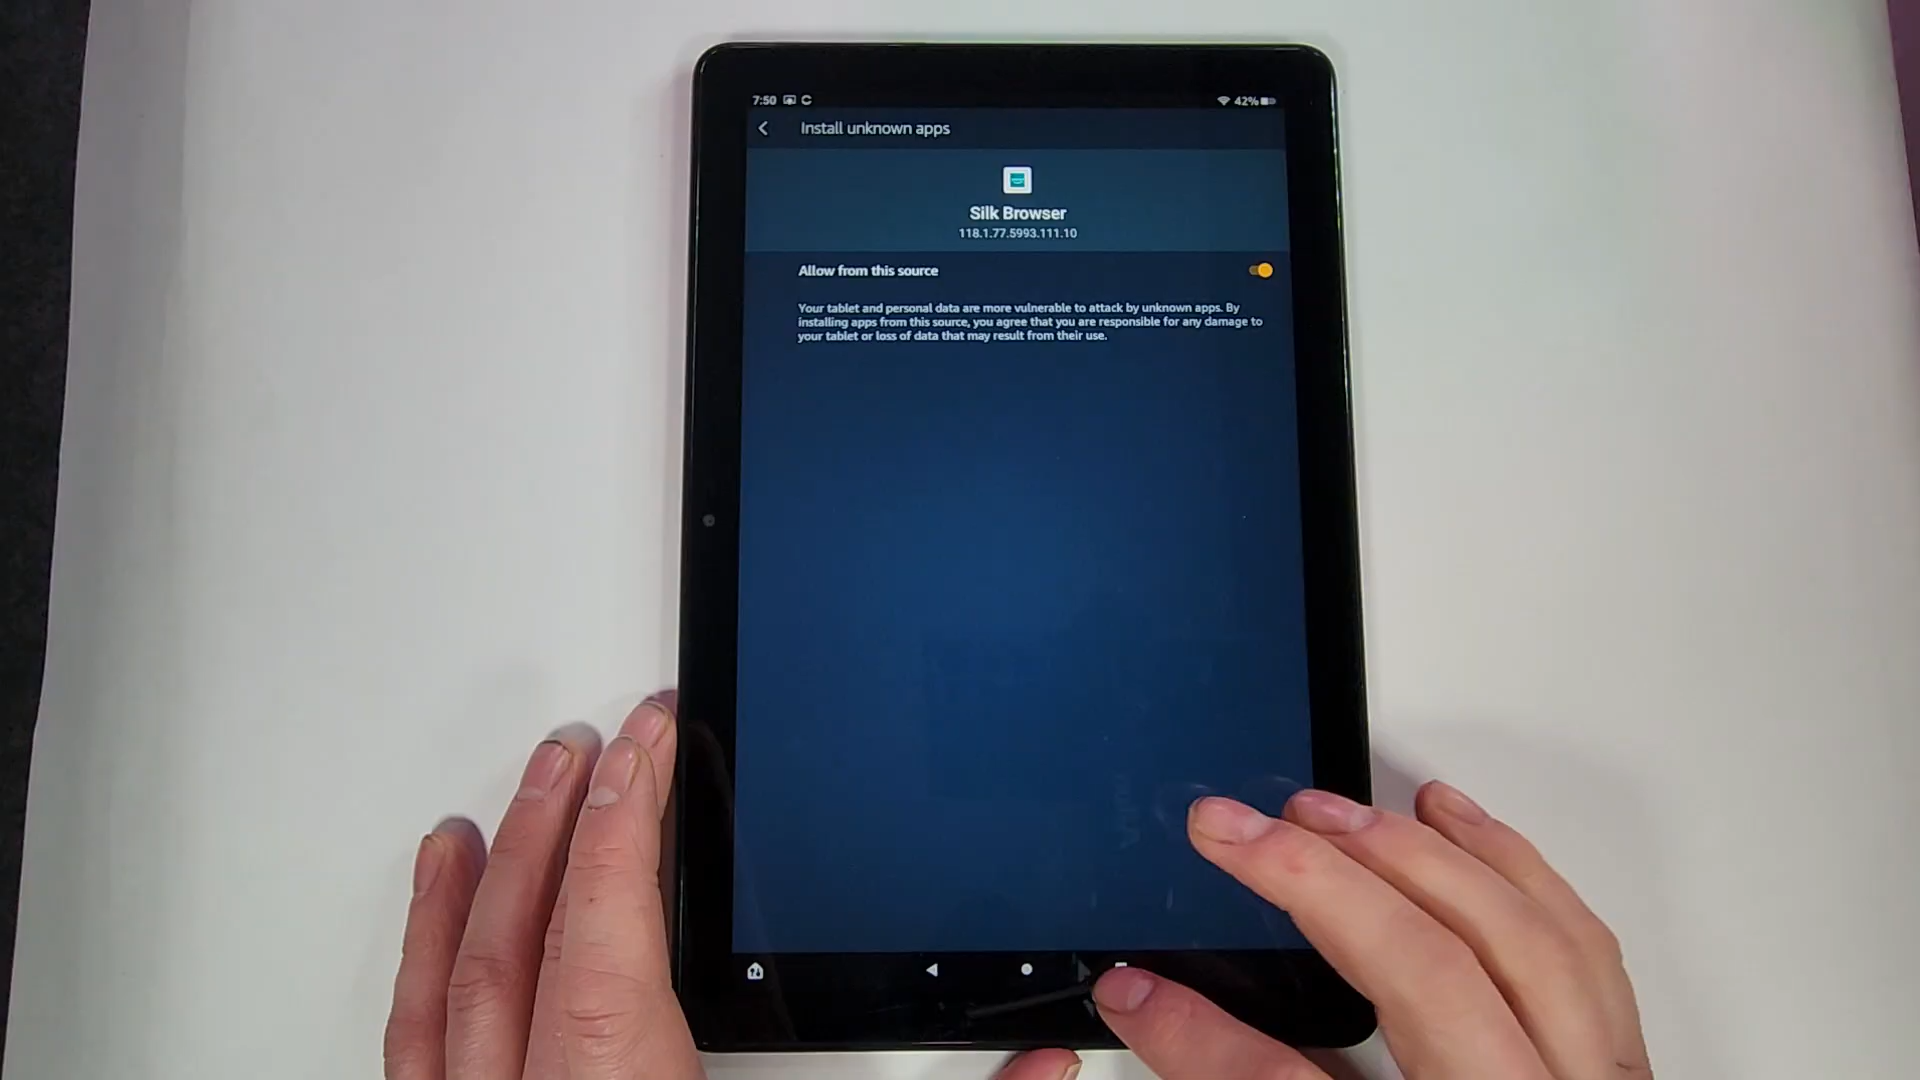 7:50
42%
Install unknown apps
Silk Browser
118.1.77.5993.111.10
Allow from this source
Your tablet and personal data are more vulnerable to attack by unknown apps. By
installing apps from this source, you agree that you are responsible for any damage to
your tablet or loss of data that may result from their use.